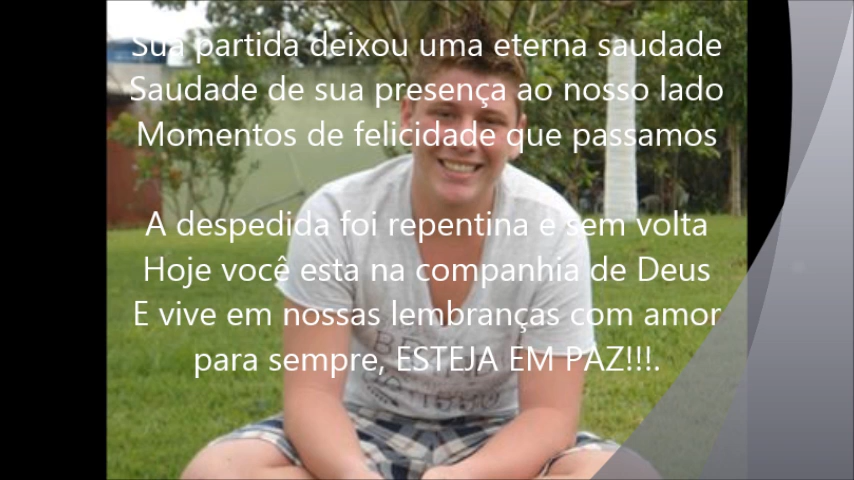 Sua partida deixou uma eterna saudade
Saudade de sua presença ao nosso lado
Momentos de felicidade que passamos
A despedida foi repentina e sem volta
Hoje você esta na companhia de Deus
E vive em nossas lembranças com amor
para sempre, ESTEJA EM PAZ!!!.